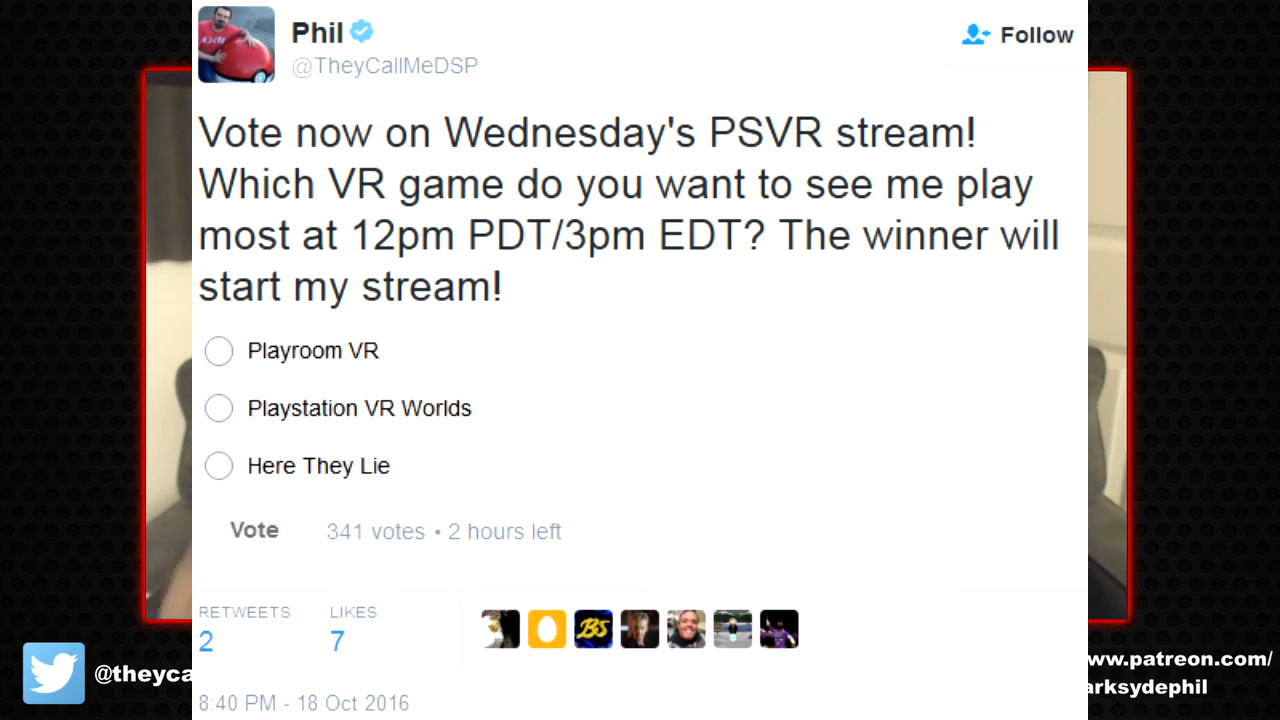 Phil
@TheyCallMeDSP
Follow
Vote now on Wednesday's PSVR stream!
Which VR game do you want to see me play
most at 12pm PDT/3pm EDT? The winner will
start my stream!
Playroom VR
Playstation VR Worlds
Here They Lie
Vote
341 votes • 2 hours left
RETWEETS
2
LIKES
7
BS
8:40 PM - 18 Oct 2016
@theyca
ww.patreon.com/
arksydephil